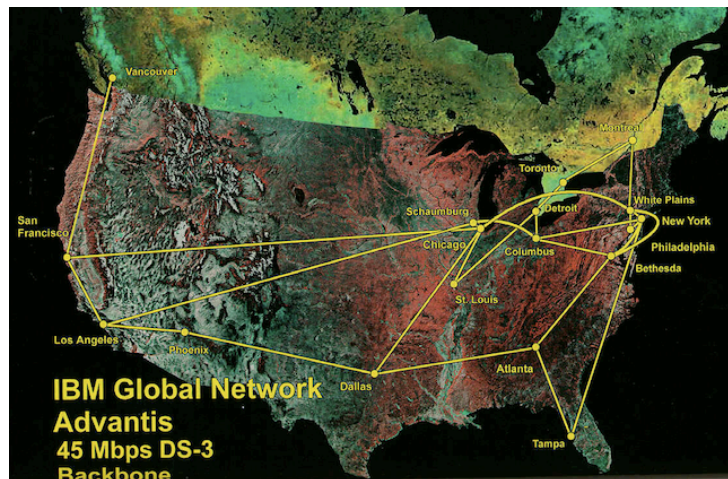 Vancouver
Montreal
Toronto
San
Francisco
Schaumburg
Detroit
White Plains
New York
Chicago
Columbus
Philadelphia
Bethesda
St. Louis
Los Angeles
Phoenix
Dallas
Atlanta
Tampa
IBM Global Network
Advantis
45 Mbps DS-3
Backbone